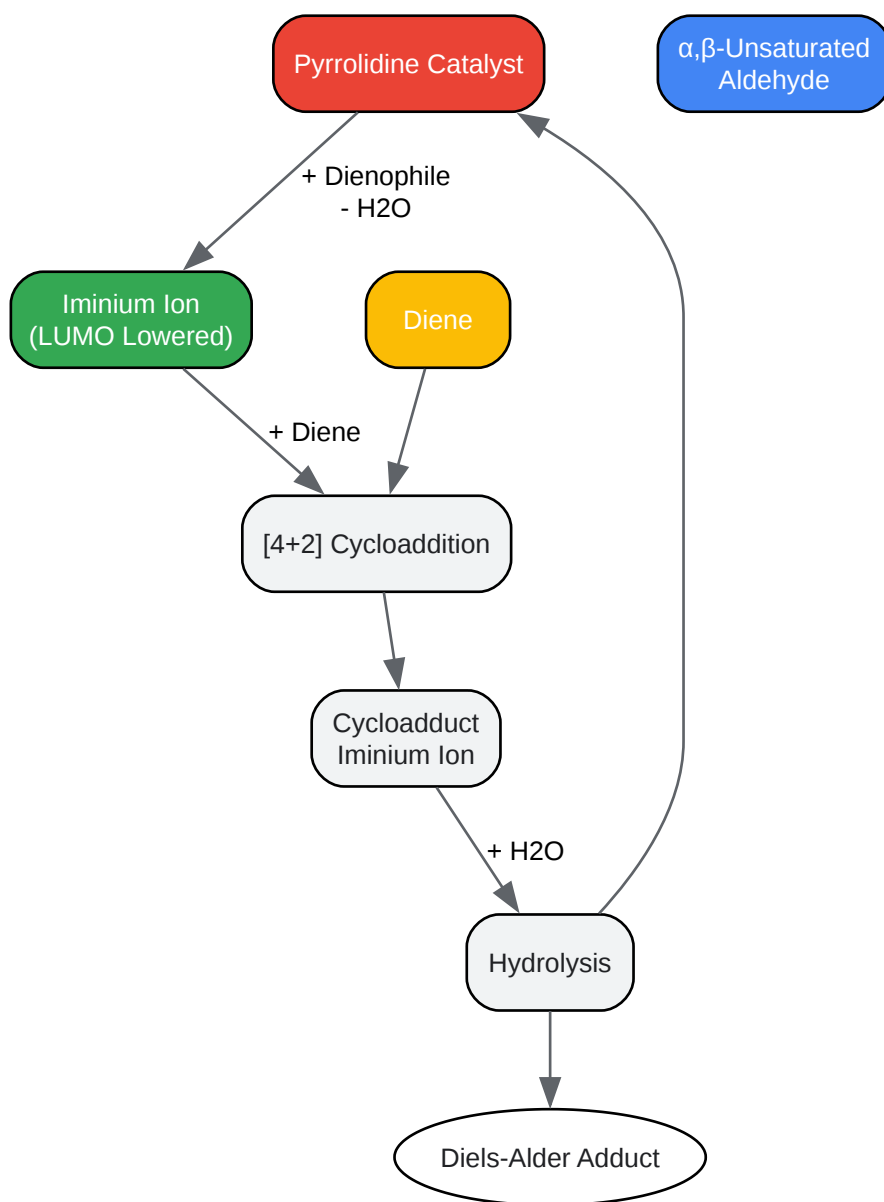 Pyrrolidine Catalyst
α,β-Unsaturated
Aldehyde
+ Dienophile
- H2O
Iminium Ion
(LUMO Lowered)
Diene
+ Diene
[4+2] Cycloaddition
Cycloadduct
Iminium Ion
+ H2O
Hydrolysis
Diels-Alder Adduct